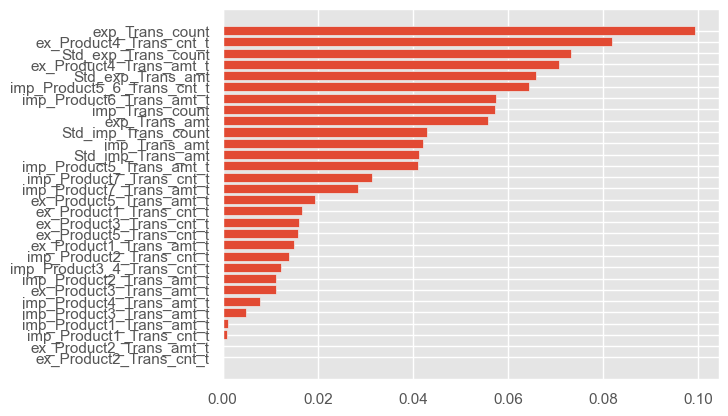 exp_Trans_count
ex_Product4_Trans_cnt_t
Std_exp_Trans_count
ex_Product4_Trans_amt_t
Std_exp_Trans_amt
imp_Product5_6_Trans_cnt_t
imp_Product6_Trans_amt_t
imp_Trans_count
exp_Trans_amt
Std_imp_Trans_count
imp_Trans_amt
Std_imp_Trans_amt
imp_Product5_Trans_amt_t
imp_Product7_Trans_cnt_t
imp_Product7_Trans_amt_t
ex_Product5_Trans_amt_t
ex_Product1_Trans_cnt_t
ex_Product3_Trans_cnt_t
ex_Product5_Trans_cnt_t
ex_Product1_Trans_amt_t
imp_Product2_Trans_cnt_t
imp_Product3_4_Trans_cnt_t
imp_Product2_Trans_amt_t
ex_Product3_Trans_amt_t
imp_Product4_Trans_amt_t
imp_Product3_Trans_amt_t
imp_Product1_Trans_amt_t
imp_Product1_Trans_cnt_t
ex_Product2_Trans_amt_t
ex_Product2_Trans_cnt_t
0.00 0.02 0.04 0.06 0.08 0.10